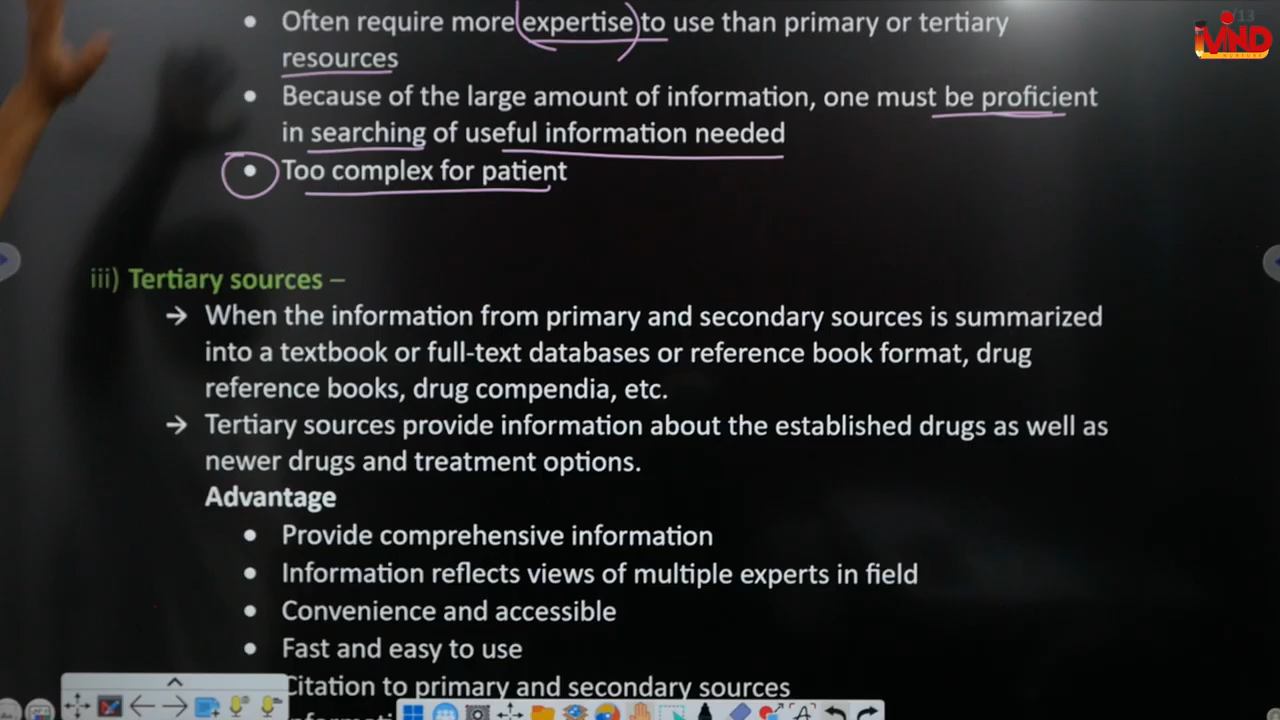 /13
MND
NURTURE
• Often require more expertise to use than primary or tertiary
resources
• Because of the large amount of information, one must be proficient
in searching of useful information needed
• Too complex for patient
iii) Tertiary sources –
→ When the information from primary and secondary sources is summarized
into a textbook or full-text databases or reference book format, drug
reference books, drug compendia, etc.
→ Tertiary sources provide information about the established drugs as well as
newer drugs and treatment options.
Advantage
• Provide comprehensive information
• Information reflects views of multiple experts in field
• Convenience and accessible
• Fast and easy to use
Citation to primary and secondary sources